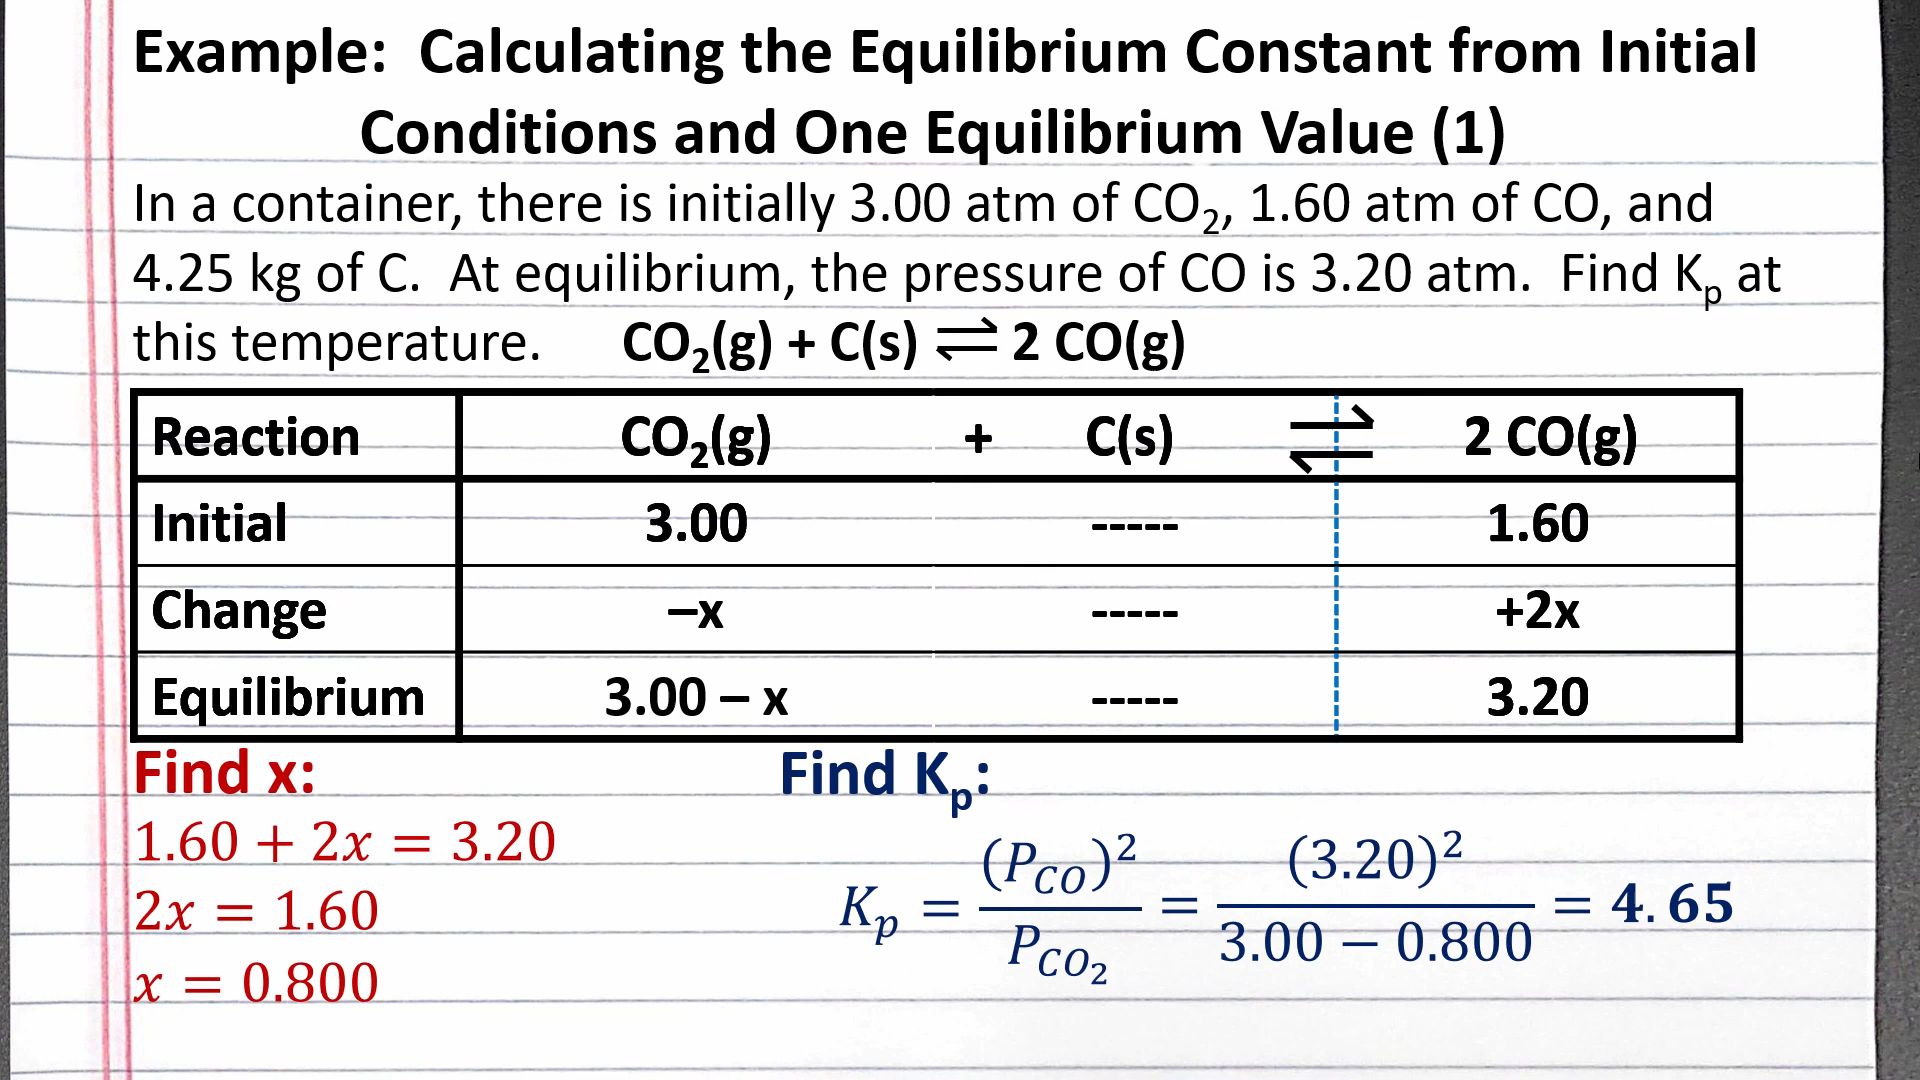 Example: Calculating the Equilibrium Constant from Initial
Conditions and One Equilibrium Value (1)
In a container, there is initially 3.00 atm of CO₂, 1.60 atm of CO, and
4.25 kg of C. At equilibrium, the pressure of CO is 3.20 atm. Find Kₚ at
this temperature. CO₂(g) + C(s) ⇌ 2 CO(g)
Reaction CO₂(g) + C(s) ⇌ 2 CO(g)
Initial 3.00 ----- 1.60
Change –x ----- +2x
Equilibrium 3.00 – x ----- 3.20
Find x: Find Kₚ:
1.60 + 2x = 3.20
2x = 1.60
x = 0.800
Kₚ = (P_CO)² / P_CO₂ = (3.20)² / 3.00 − 0.800 = 4.65